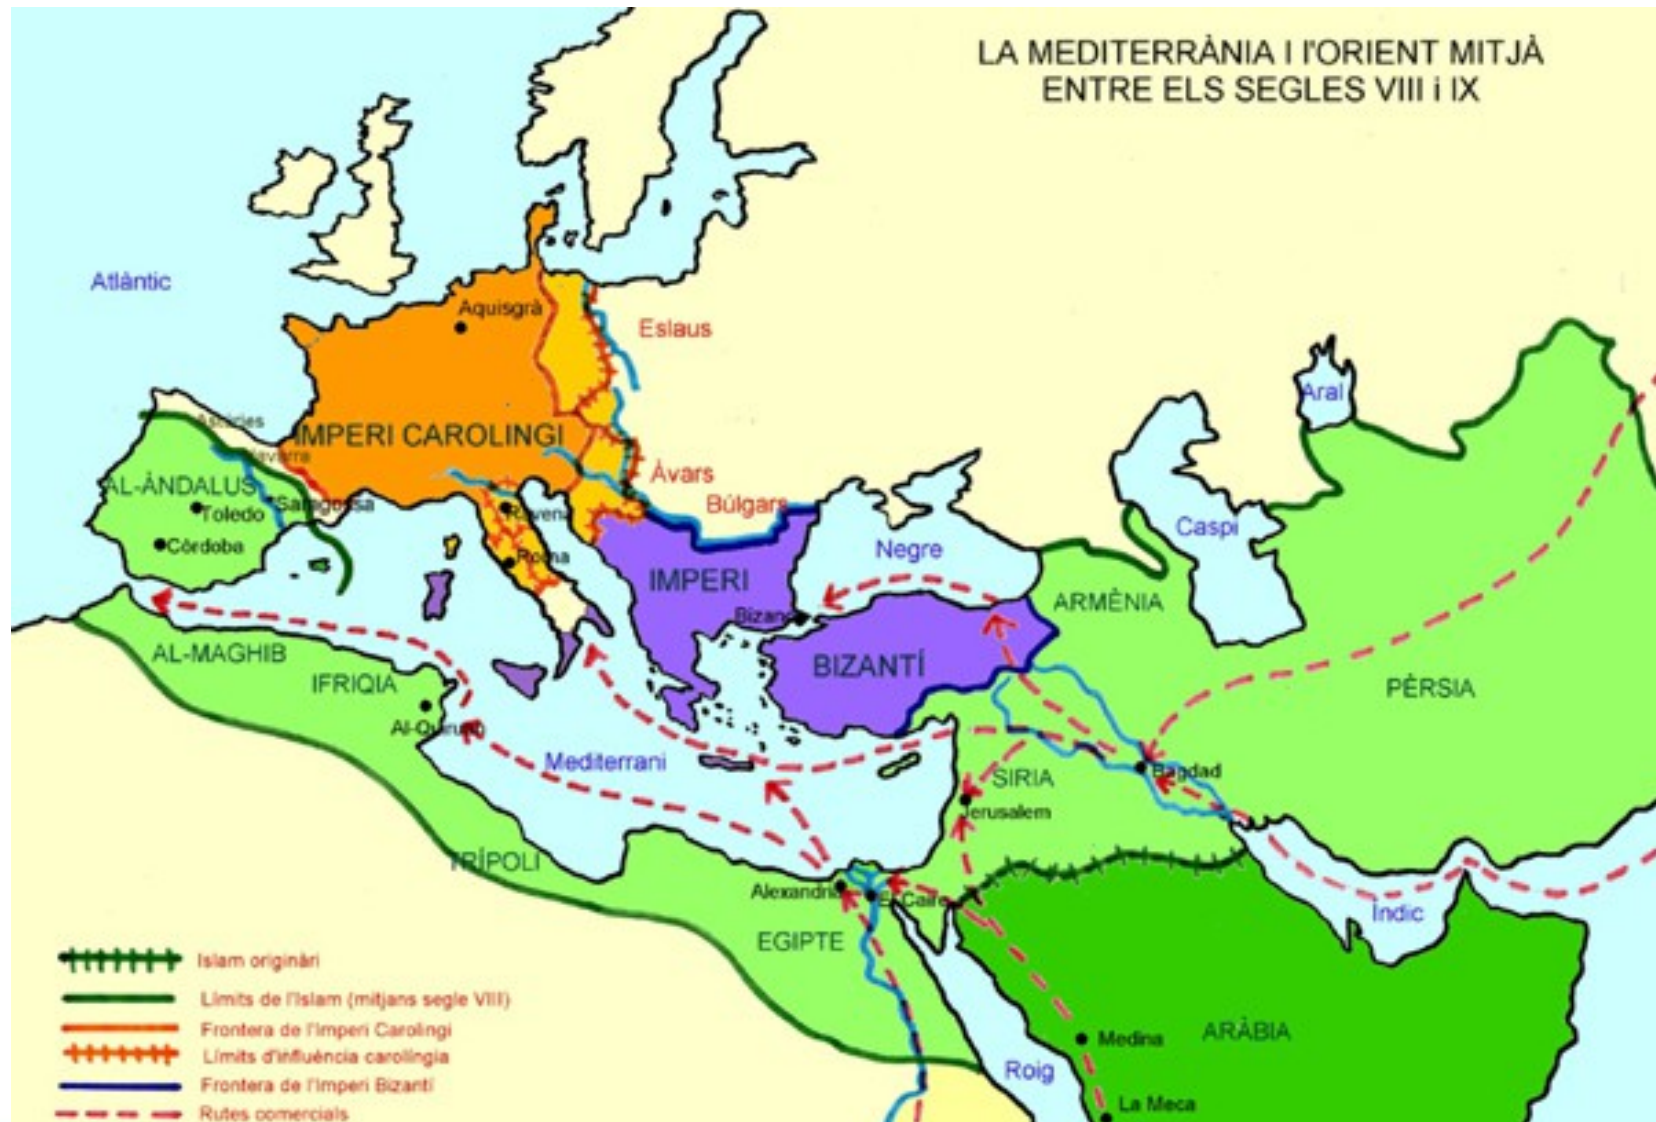 LA MEDITERRÀNIA I l'ORIENT MITJÀ
ENTRE ELS SEGLES VIII i IX
Atlàntic
Aquisgrà
Eslaus
Aral
Astúries
IMPERI CAROLINGI
Navarra
Àvars
AL-ÀNDALUS
Saragossa
Búlgars
Toledo
Ravena
Caspi
Còrdoba
Negre
Roma
IMPERI
ARMÈNIA
Bizanci
AL-MAGHIB
BIZANTÍ
IFRIQIA
PÈRSIA
Mediterrani
Bagdad
SIRIA
Jerusalem
TRÍPOLI
Alexandria
El Caire
Índic
EGIPTE
Islam originàri
Límits de l'Islam (mitjans segle VIII)
Frontera de l'Imperi Carolingi
Límits d'influència carolíngia
Frontera de l'Imperi Bizantí
Rutes comercials
Medina
ARÀBIA
Roig
La Meca